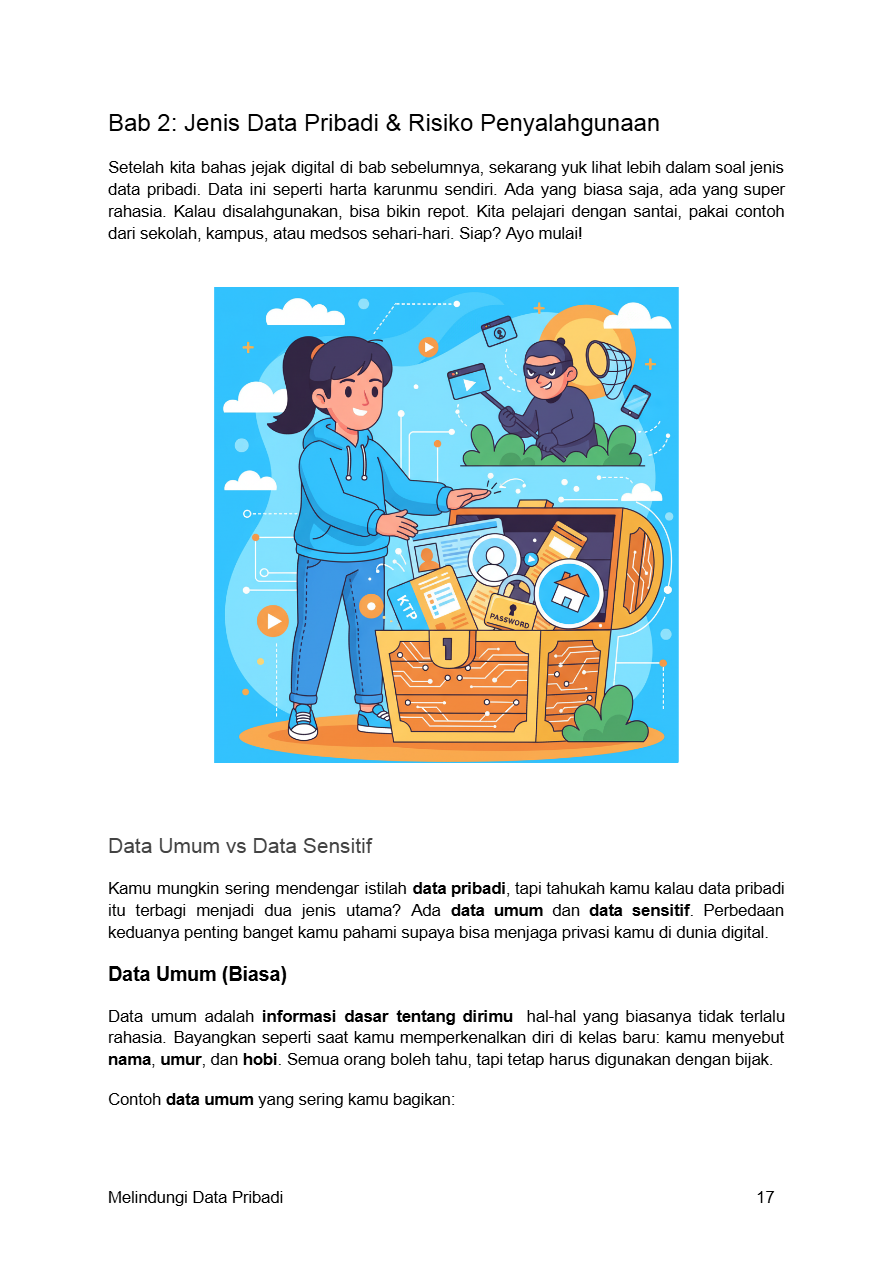 Bab 2: Jenis Data Pribadi & Risiko Penyalahgunaan
Setelah kita bahas jejak digital di bab sebelumnya, sekarang yuk lihat lebih dalam soal jenis
data pribadi. Data ini seperti harta karunmu sendiri. Ada yang biasa saja, ada yang super
rahasia. Kalau disalahgunakan, bisa bikin repot. Kita pelajari dengan santai, pakai contoh
dari sekolah, kampus, atau medsos sehari-hari. Siap? Ayo mulai!
KTP
PASSWORD
1
Data Umum vs Data Sensitif
Kamu mungkin sering mendengar istilah data pribadi, tapi tahukah kamu kalau data pribadi
itu terbagi menjadi dua jenis utama? Ada data umum dan data sensitif. Perbedaan
keduanya penting banget kamu pahami supaya bisa menjaga privasi kamu di dunia digital.
Data Umum (Biasa)
Data umum adalah informasi dasar tentang dirimu  hal-hal yang biasanya tidak terlalu
rahasia. Bayangkan seperti saat kamu memperkenalkan diri di kelas baru: kamu menyebut
nama, umur, dan hobi. Semua orang boleh tahu, tapi tetap harus digunakan dengan bijak.
Contoh data umum yang sering kamu bagikan:
Melindungi Data Pribadi 17